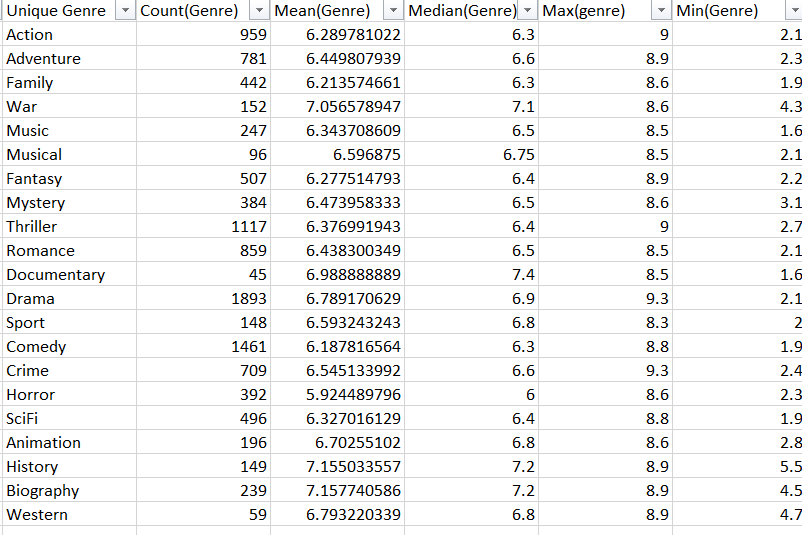 Unique Genre Count(Genre) Mean(Genre) Median(Genre) Max(genre) Min(Genre)
Action 959 6.289781022 6.3 9 2.1
Adventure 781 6.449807939 6.6 8.9 2.3
Family 442 6.213574661 6.3 8.6 1.9
War 152 7.056578947 7.1 8.6 4.3
Music 247 6.343708609 6.5 8.5 1.6
Musical 96 6.596875 6.75 8.5 2.1
Fantasy 507 6.277514793 6.4 8.9 2.2
Mystery 384 6.473958333 6.5 8.6 3.1
Thriller 1117 6.376991943 6.4 9 2.7
Romance 859 6.438300349 6.5 8.5 2.1
Documentary 45 6.988888889 7.4 8.5 1.6
Drama 1893 6.789170629 6.9 9.3 2.1
Sport 148 6.593243243 6.8 8.3 2
Comedy 1461 6.187816564 6.3 8.8 1.9
Crime 709 6.545133992 6.6 9.3 2.4
Horror 392 5.924489796 6 8.6 2.3
SciFi 496 6.327016129 6.4 8.8 1.9
Animation 196 6.70255102 6.8 8.6 2.8
History 149 7.155033557 7.2 8.9 5.5
Biography 239 7.157740586 7.2 8.9 4.5
Western 59 6.793220339 6.8 8.9 4.7